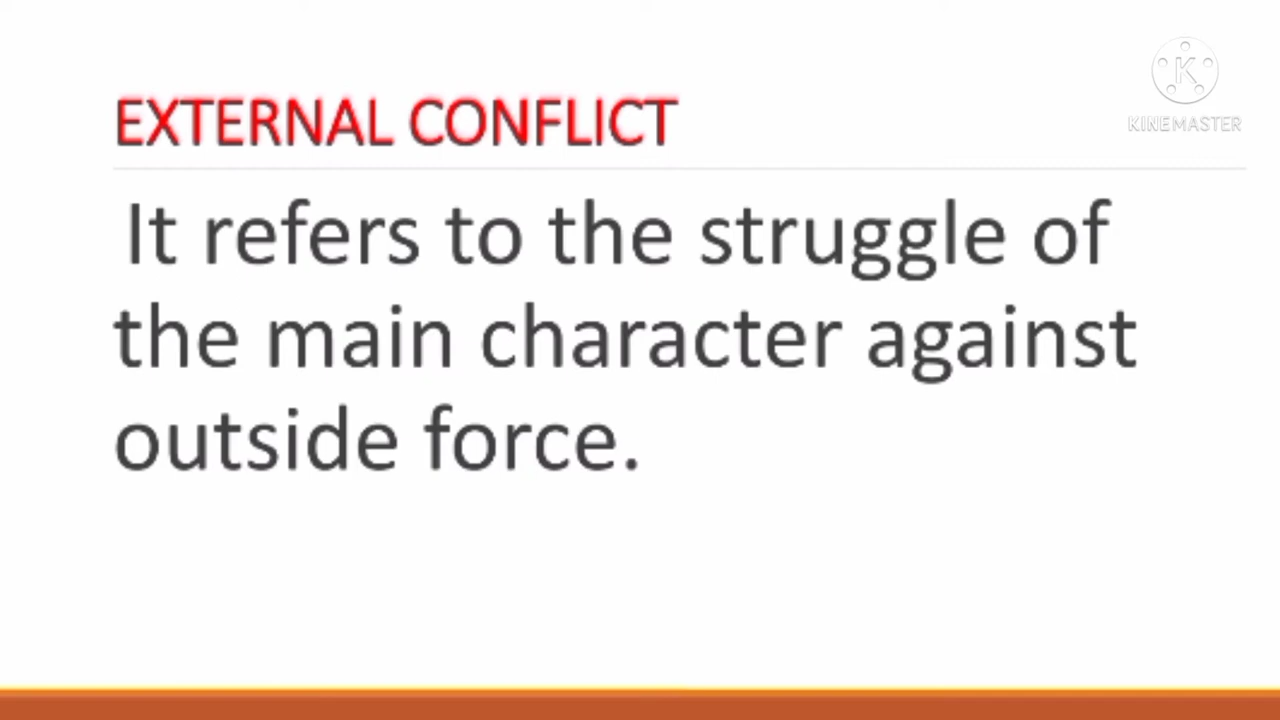 K
KINEMASTER
EXTERNAL CONFLICT
It refers to the struggle of
the main character against
outside force.